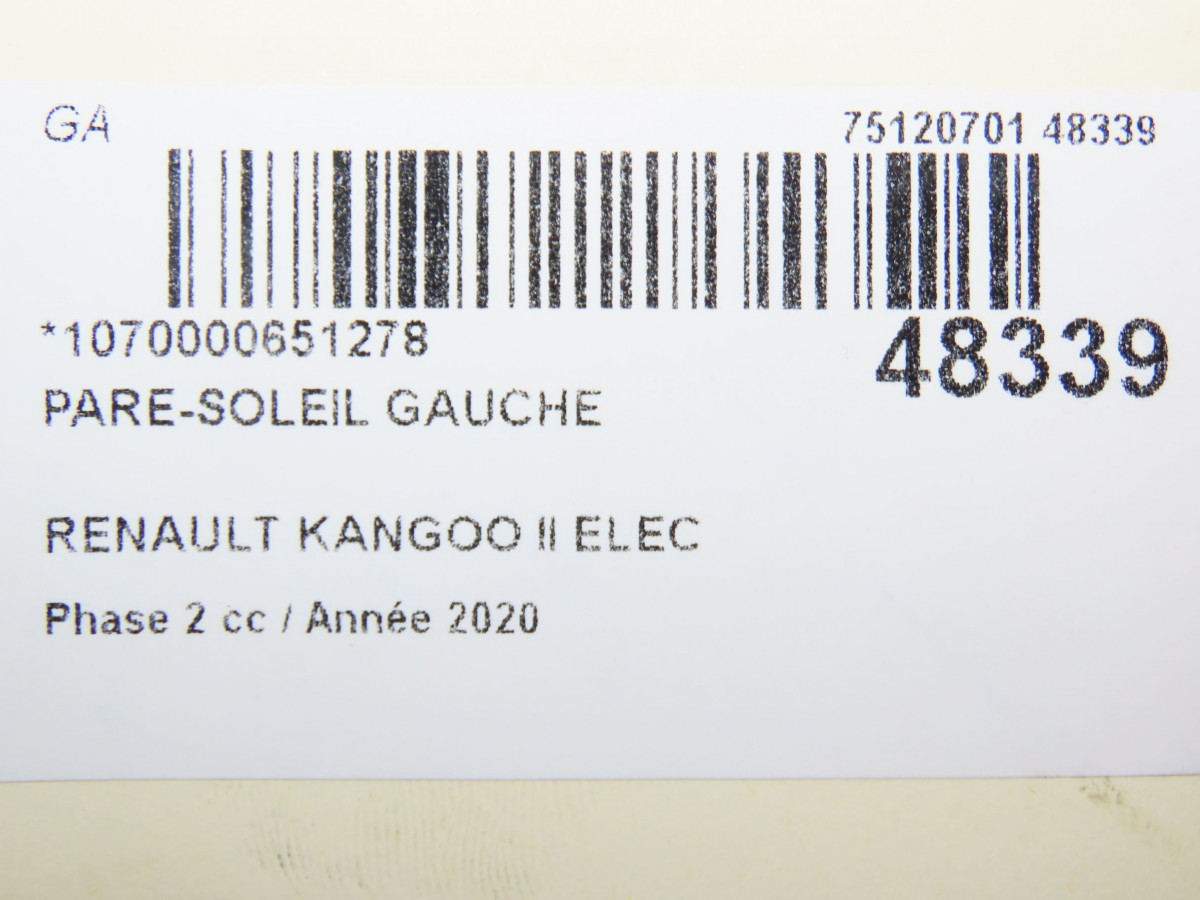 GA
75120701 48339
*1070000651278
48339
PARE-SOLEIL GAUCHE
RENAULT KANGOO II ELEC
Phase 2 cc / Année 2020